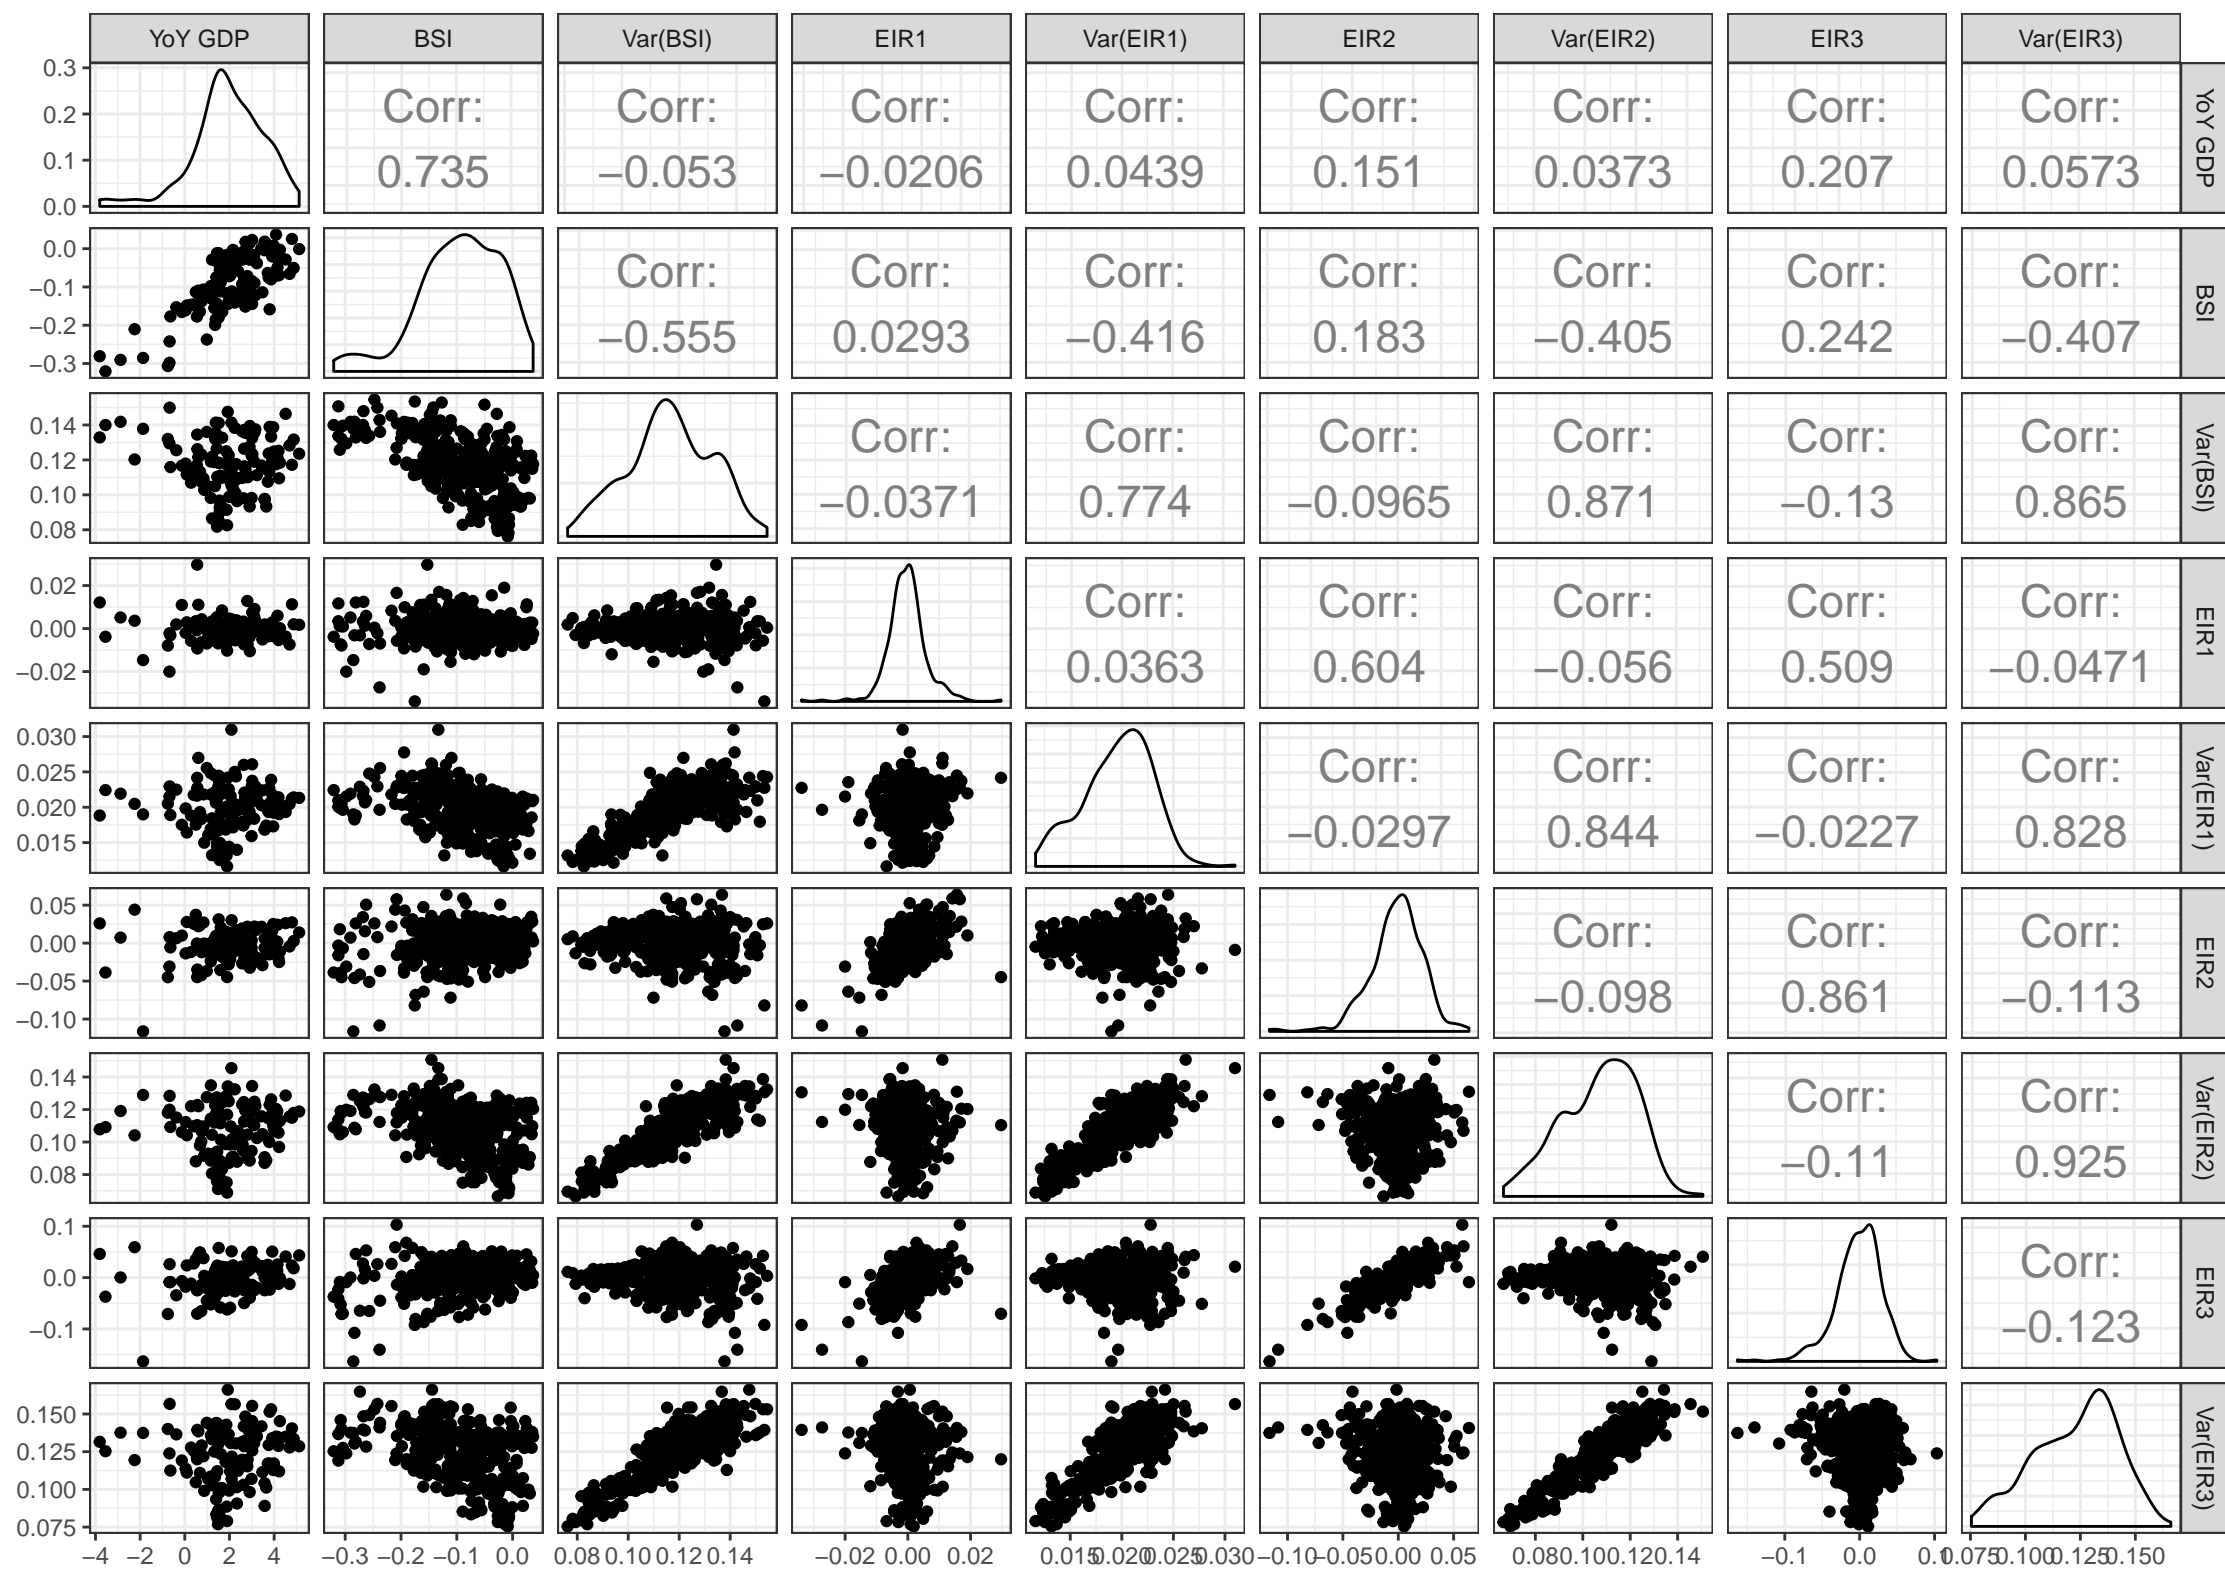 YoY GDP BSI Var(BSI) EIR1 Var(EIR1) EIR2 Var(EIR2) EIR3 Var(EIR3)
0.3
0.2
0.1
0.0
Corr: Corr: Corr: Corr: Corr: Corr: Corr: Corr:
0.735 −0.053 −0.0206 0.0439 0.151 0.0373 0.207 0.0573
YoY GDP
0.0
−0.1
−0.2
−0.3
Corr: Corr: Corr: Corr: Corr: Corr: Corr:
−0.555 0.0293 −0.416 0.183 −0.405 0.242 −0.407
BSI
0.14
0.12
0.10
0.08
Corr: Corr: Corr: Corr: Corr: Corr:
−0.0371 0.774 −0.0965 0.871 −0.13 0.865
Var(BSI)
0.02
0.00
−0.02
Corr: Corr: Corr: Corr: Corr:
0.0363 0.604 −0.056 0.509 −0.0471
EIR1
0.030
0.025
0.020
0.015
Corr: Corr: Corr: Corr:
−0.0297 0.844 −0.0227 0.828
Var(EIR1)
0.05
0.00
−0.05
−0.10
Corr: Corr: Corr:
−0.098 0.861 −0.113
EIR2
0.14
0.12
0.10
0.08
Corr: Corr:
−0.11 0.925
Var(EIR2)
0.1
0.0
−0.1
Corr:
−0.123
EIR3
0.150
0.125
0.100
0.075
Var(EIR3)
−4 −2 0 2 4 −0.3 −0.2 −0.1 0.0 0.08 0.10 0.12 0.14 −0.02 0.00 0.02 0.015 0.020 0.025 0.030 −0.10 −0.05 0.00 0.05 0.08 0.10 0.12 0.14 −0.1 0.0 0.1 0.075 0.100 0.125 0.150